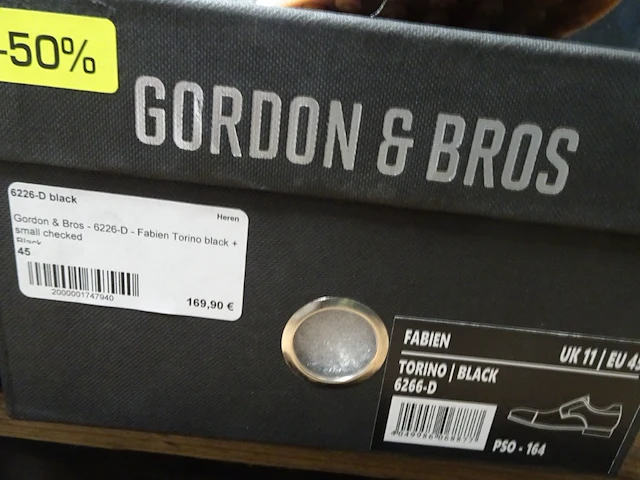 -50%
GORDON & BROS
6226-D black
Heren
Gordon & Bros - 6226-D - Fabien Torino black +
small checked
Black
45
2000001747940
169,90 €
FABIEN
UK 11 / EU 45
TORINO | BLACK
6266-D
PSO - 164